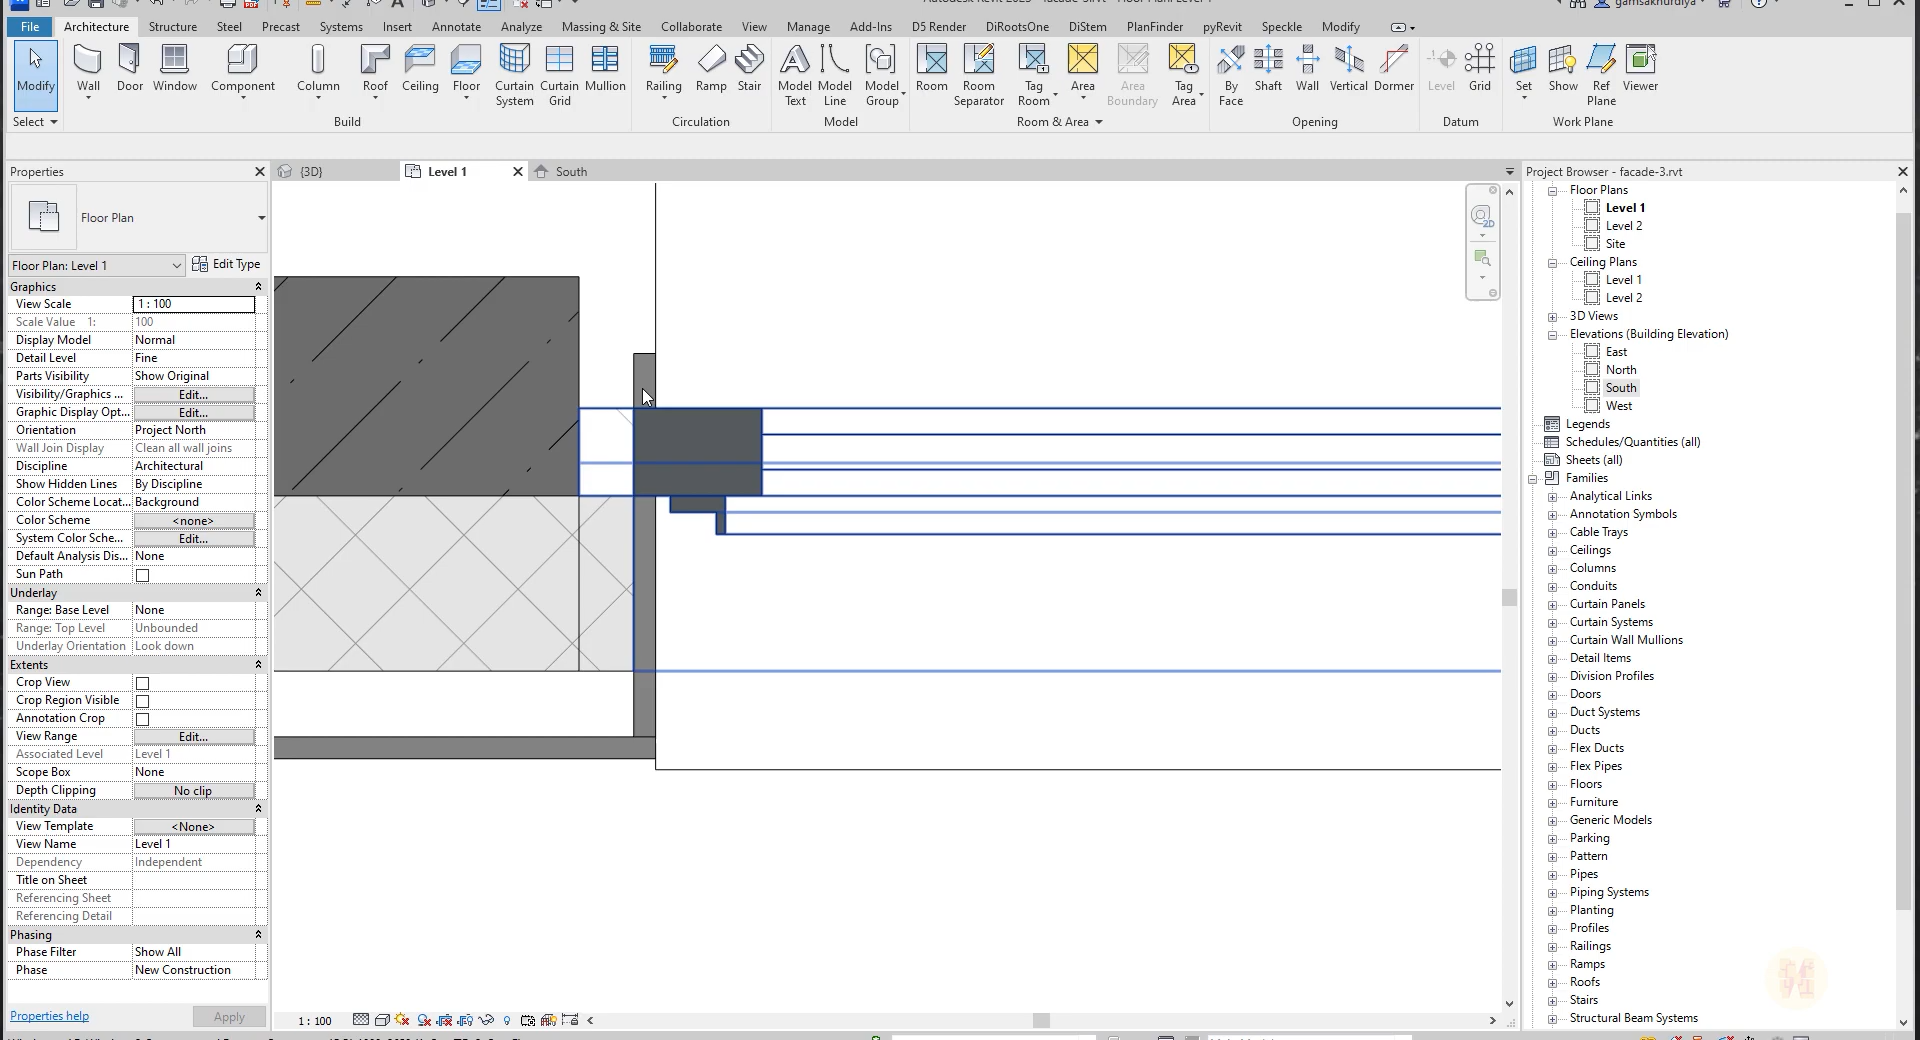 File Architecture Structure Steel Precast Systems Insert Annotate Analyze Massing & Site Collaborate View Manage Add-Ins D5 Render DiRootsOne DiStem PlanFinder pyRevit Speckle Modify
Modify Wall Door Window Component Column Roof Ceiling Floor Curtain System Curtain Grid Mullion Railing Ramp Stair Model Text Model Line Model Group Room Room Separator Tag Room Area Area Boundary Tag Area By Face Shaft Wall Vertical Dormer Level Grid Set Show Ref Plane Viewer
Select Build Circulation Model Room & Area Opening Datum Work Plane
Properties
{3D} Level 1 South
Floor Plan
Floor Plan: Level 1 Edit Type
Graphics
View Scale 1 : 100
Scale Value 1: 100
Display Model Normal
Detail Level Fine
Parts Visibility Show Original
Visibility/Graphics ... Edit...
Graphic Display Opt... Edit...
Orientation Project North
Wall Join Display Clean all wall joins
Discipline Architectural
Show Hidden Lines By Discipline
Color Scheme Locat... Background
Color Scheme <none>
System Color Sche... Edit...
Default Analysis Dis... None
Sun Path
Underlay
Range: Base Level None
Range: Top Level Unbounded
Underlay Orientation Look down
Extents
Crop View
Crop Region Visible
Annotation Crop
View Range Edit...
Associated Level Level 1
Scope Box None
Depth Clipping No clip
Identity Data
View Template <None>
View Name Level 1
Dependency Independent
Title on Sheet
Referencing Sheet
Referencing Detail
Phasing
Phase Filter Show All
Phase New Construction
Properties help Apply
1 : 100
2D
Project Browser - facade-3.rvt
Floor Plans
Level 1
Level 2
Site
Ceiling Plans
Level 1
Level 2
3D Views
Elevations (Building Elevation)
East
North
South
West
Legends
Schedules/Quantities (all)
Sheets (all)
Families
Analytical Links
Annotation Symbols
Cable Trays
Ceilings
Columns
Conduits
Curtain Panels
Curtain Systems
Curtain Wall Mullions
Detail Items
Division Profiles
Doors
Duct Systems
Ducts
Flex Ducts
Flex Pipes
Floors
Furniture
Generic Models
Parking
Pattern
Pipes
Piping Systems
Planting
Profiles
Railings
Ramps
Roofs
Stairs
Structural Beam Systems